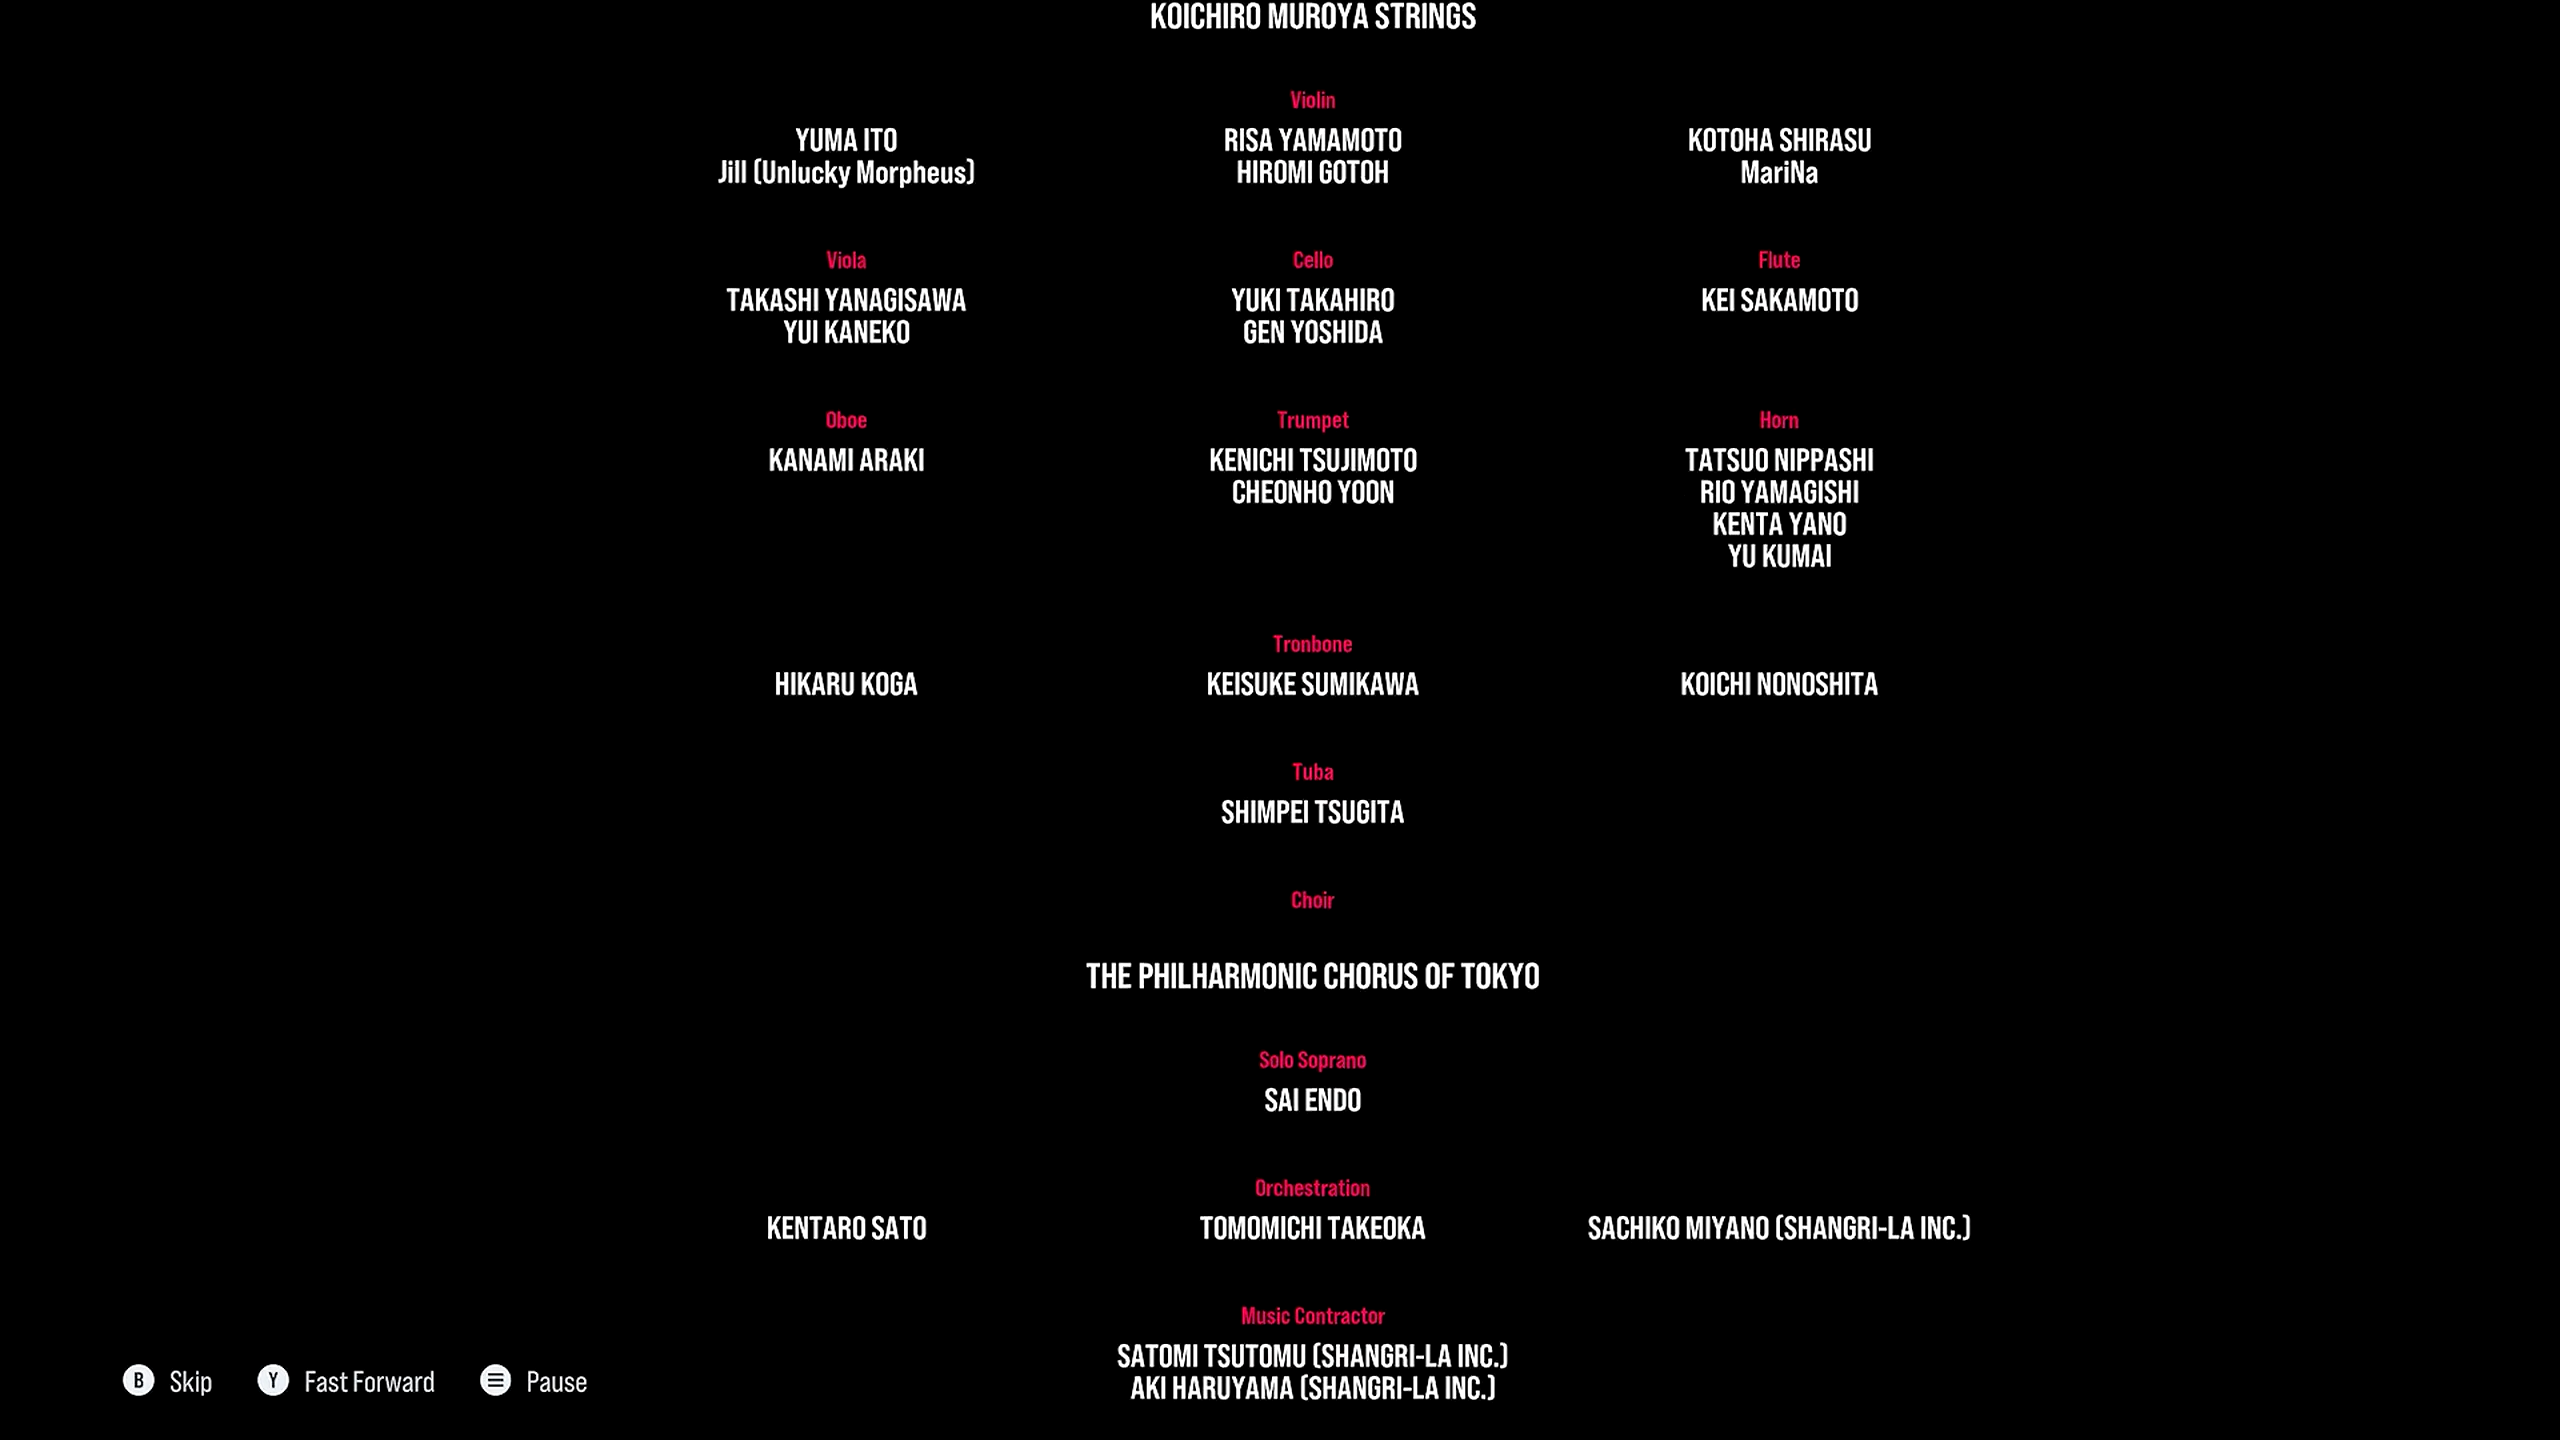 KOICHIRO MUROYA STRINGS
Violin
YUMA ITO RISA YAMAMOTO KOTOHA SHIRASU
Jill (Unlucky Morpheus) HIROMI GOTOH MariNa
Viola Cello Flute
TAKASHI YANAGISAWA YUKI TAKAHIRO KEI SAKAMOTO
YUI KANEKO GEN YOSHIDA
Oboe Trumpet Horn
KANAMI ARAKI KENICHI TSUJIMOTO TATSUO NIPPASHI
CHEONHO YOON RIO YAMAGISHI
KENTA YANO
YU KUMAI
Tronbone
HIKARU KOGA KEISUKE SUMIKAWA KOICHI NONOSHITA
Tuba
SHIMPEI TSUGITA
Choir
THE PHILHARMONIC CHORUS OF TOKYO
Solo Soprano
SAI ENDO
Orchestration
KENTARO SATO TOMOMICHI TAKEOKA SACHIKO MIYANO (SHANGRI-LA INC.)
Music Contractor
SATOMI TSUTOMU (SHANGRI-LA INC.)
AKI HARUYAMA (SHANGRI-LA INC.)
B Skip Y Fast Forward Pause